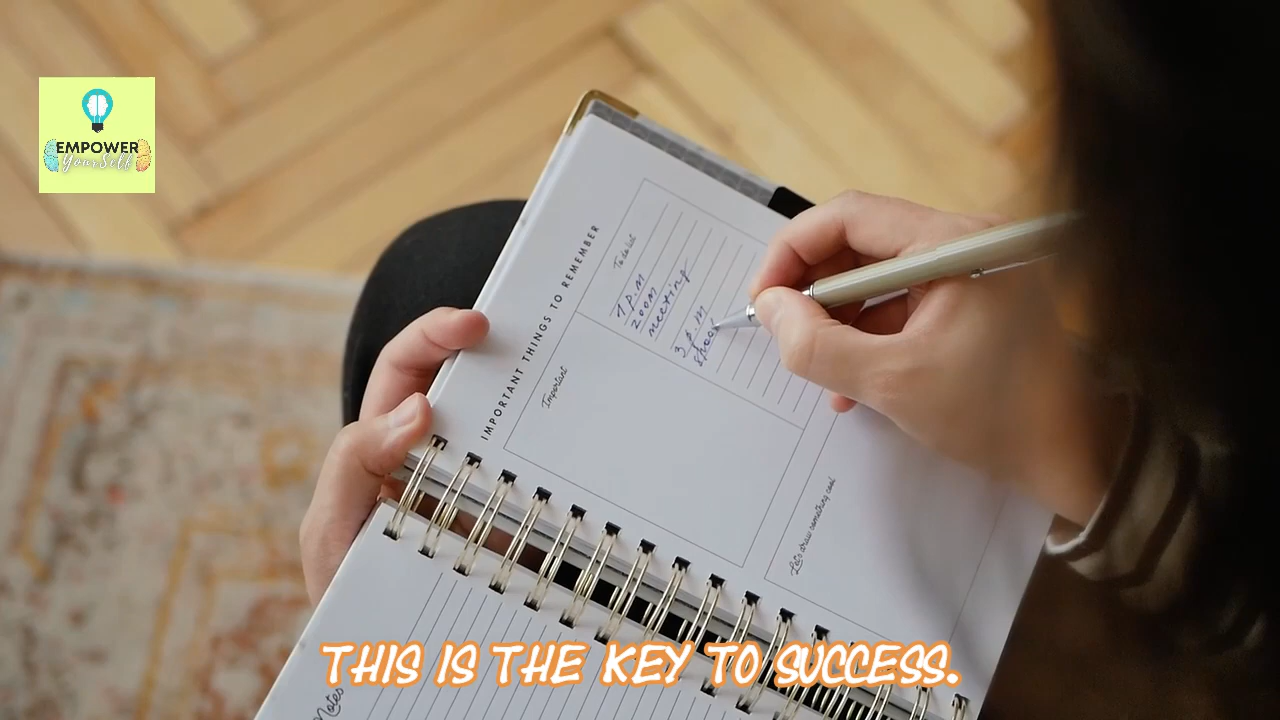 EMPOWER
YourSelf
IMPORTANT THINGS TO REMEMBER
To do list
1 P.M
ZOOM
meeting
3 p.M
Important
Let's draw something cool
Notes
THIS IS THE KEY TO SUCCESS.